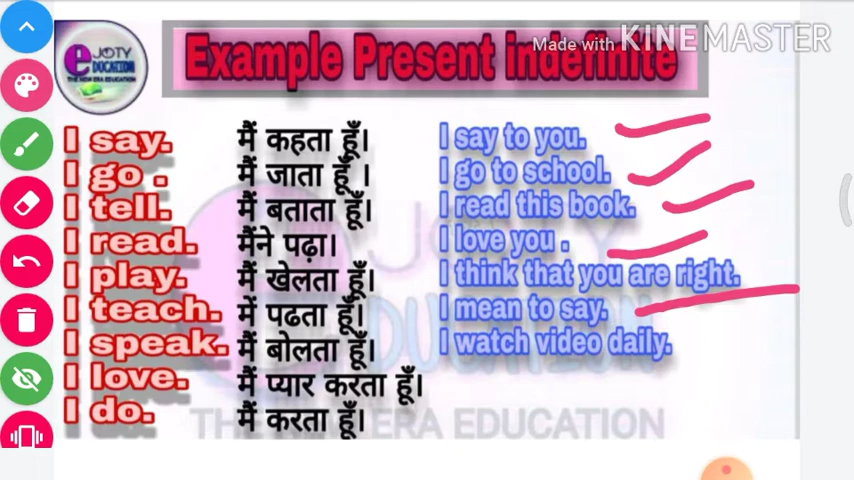 Made with KINEMASTER
e JOTY
EDUCATION
THE NEW ERA EDUCATION
Example Present indefinite
I say. मैं कहता हूँ। I say to you.
I go . मैं जाता हूँ । I go to school.
I tell. मैं बताता हूँ। I read this book.
I read. मैंने पढ़ा। I love you .
I play. मैं खेलता हूँ। I think that you are right.
I teach. में पढता हूँ। I mean to say.
I speak. मैं बोलता हूँ। I watch video daily.
I love. मैं प्यार करता हूँ।
I do. मैं करता हूँ।
JOTY
EDUCATION
THE NEW ERA EDUCATION